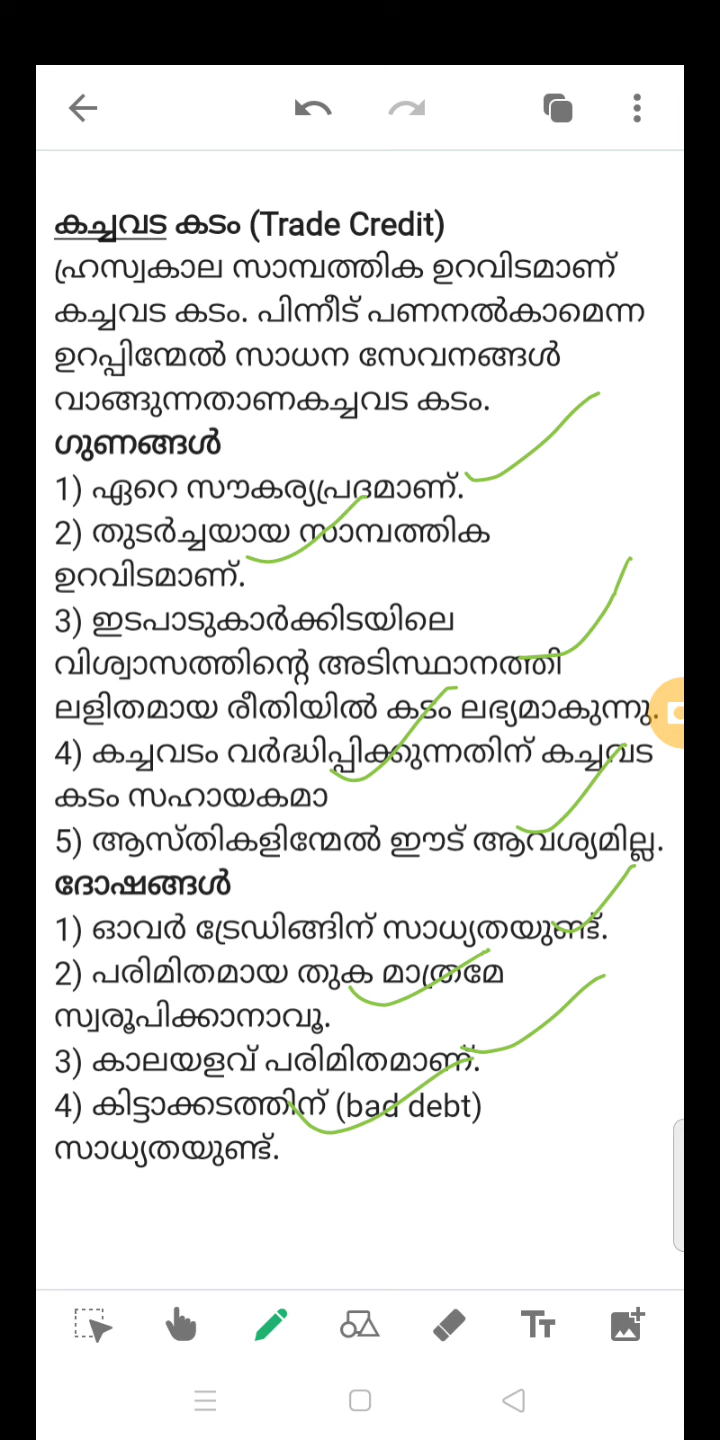 കച്ചവട കടം (Trade Credit)
ഹ്രസ്വകാല സാമ്പത്തിക ഉറവിടമാണ്
കച്ചവട കടം. പിന്നീട് പണനൽകാമെന്ന
ഉറപ്പിന്മേൽ സാധന സേവനങ്ങൾ
വാങ്ങുന്നതാണകച്ചവട കടം.
ഗുണങ്ങൾ
1) ഏറെ സൗകര്യപ്രദമാണ്.
2) തുടർച്ചയായ സാമ്പത്തിക
ഉറവിടമാണ്.
3) ഇടപാടുകാർക്കിടയിലെ
വിശ്വാസത്തിന്റെ അടിസ്ഥാനത്തി
ലളിതമായ രീതിയിൽ കടം ലഭ്യമാകുന്നു.
4) കച്ചവടം വർദ്ധിപ്പിക്കുന്നതിന് കച്ചവട
കടം സഹായകമാ
5) ആസ്തികളിന്മേൽ ഈട് ആവശ്യമില്ല.
ദോഷങ്ങൾ
1) ഓവർ ട്രേഡിങ്ങിന് സാധ്യതയുണ്ട്.
2) പരിമിതമായ തുക മാത്രമേ
സ്വരൂപിക്കാനാവൂ.
3) കാലയളവ് പരിമിതമാണ്.
4) കിട്ടാക്കടത്തിന് (bad debt)
സാധ്യതയുണ്ട്.
Tт